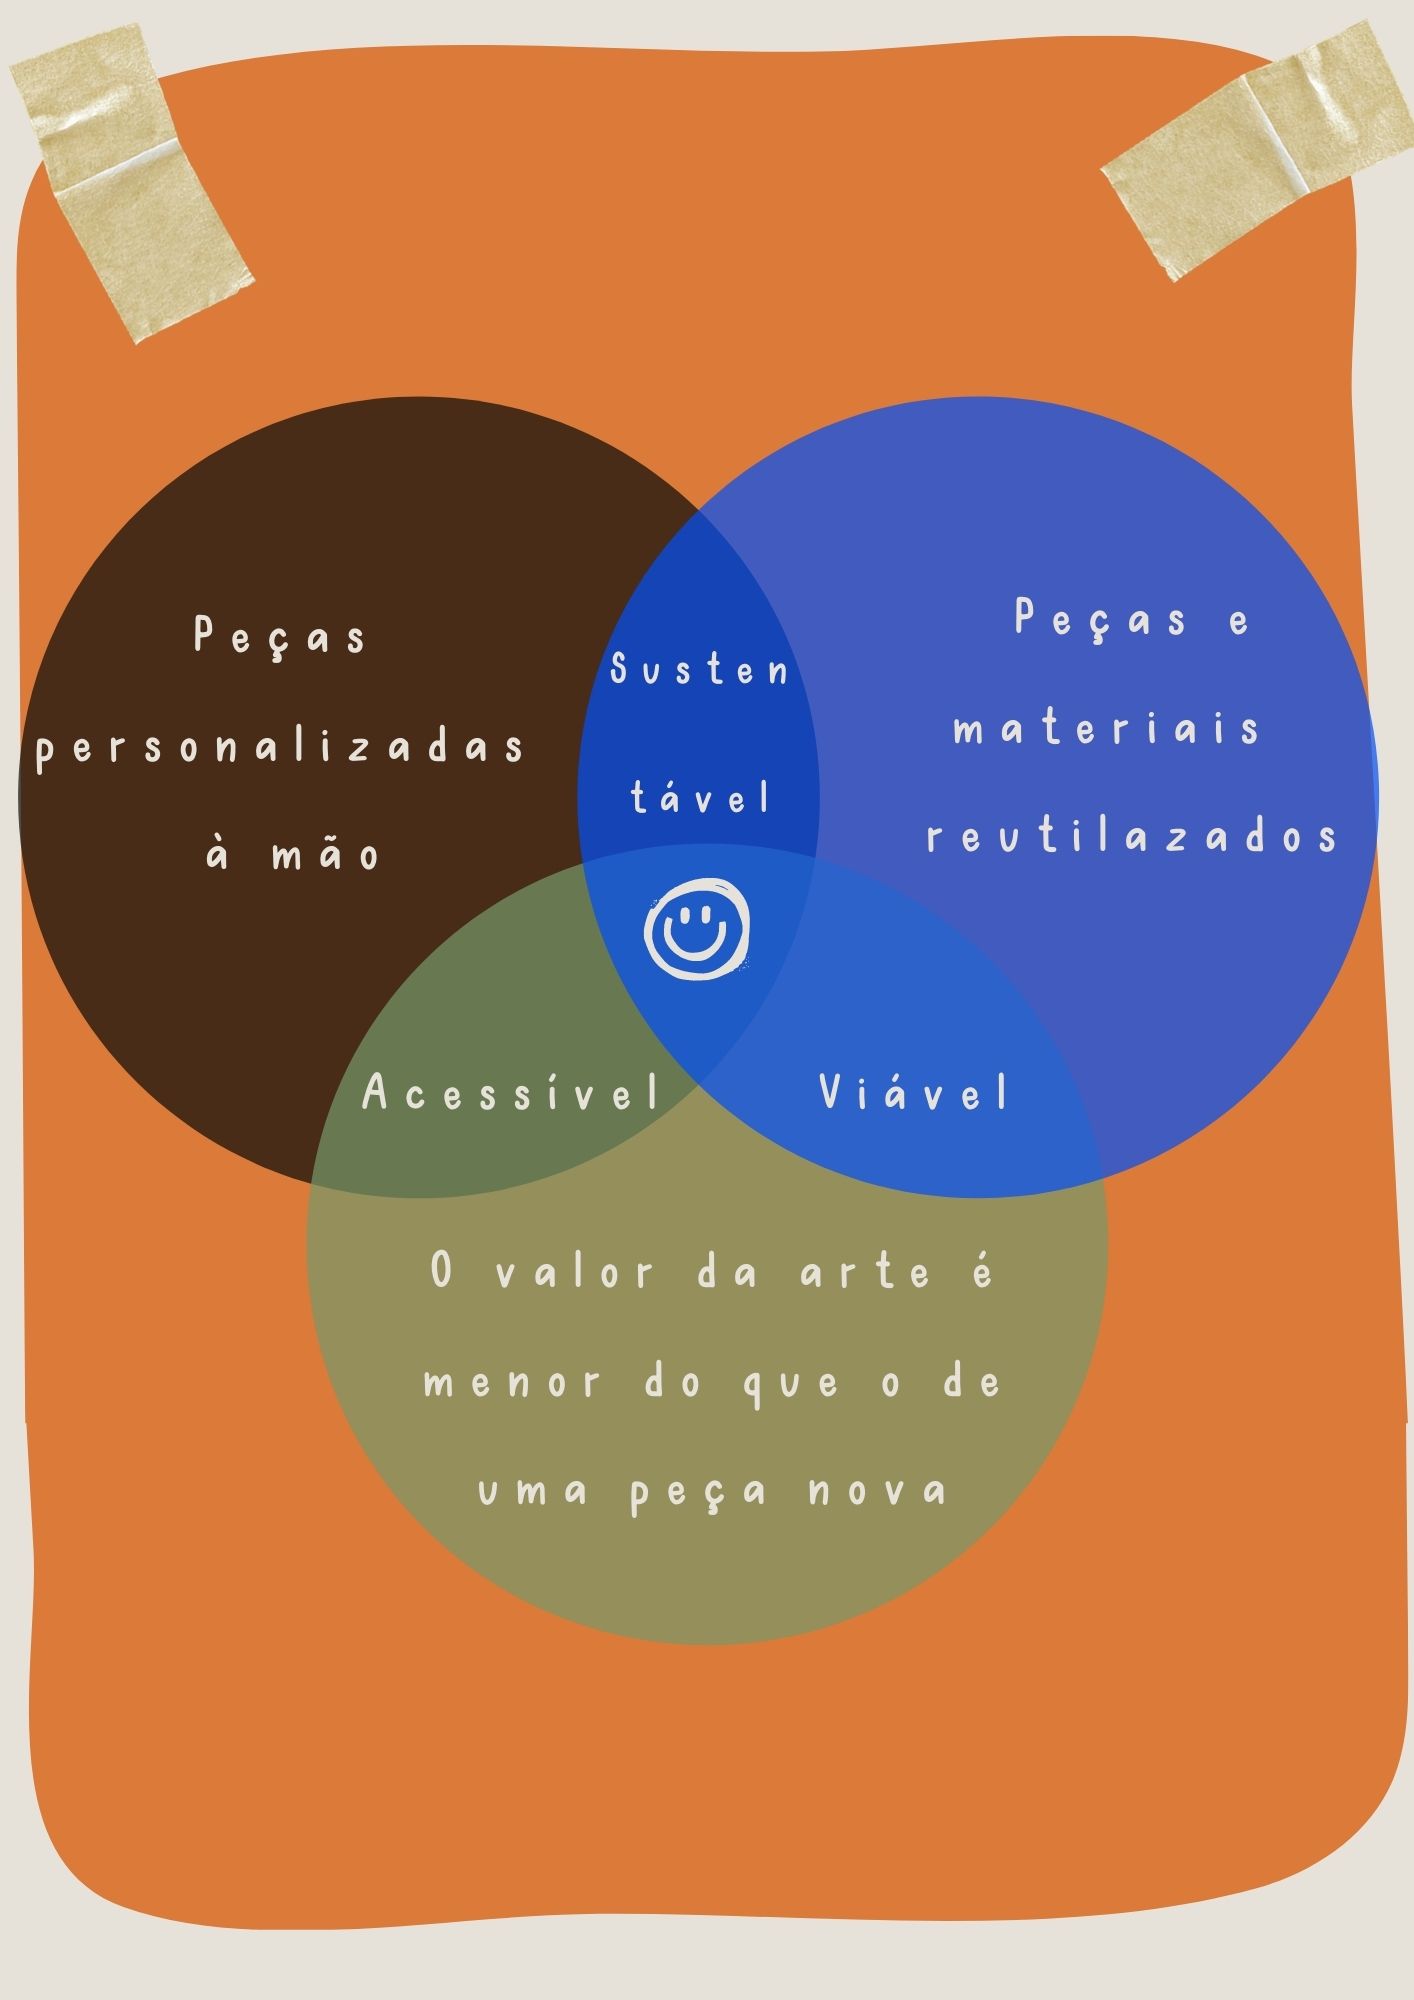 Peças
personalizadas
à mão
Susten
tável
Peças e
materiais
reutilazados
Acessível
Viável
O valor da arte é
menor do que o de
uma peça nova